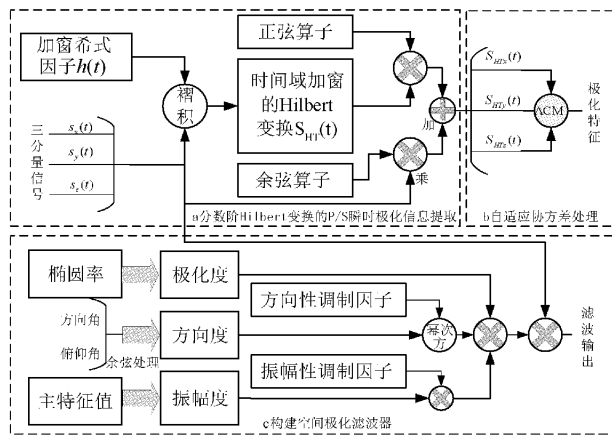 加窗希式
因子h(t)
三分量信号
s_x(t)
s_y(t)
s_z(t)
褶积
正弦算子
时间域加窗
的Hilbert
变换S_HT(t)
余弦算子
加
乘
a分数阶Hilbert变换的P/S瞬时极化信息提取
S_HTx(t)
S_HTy(t)
S_HTz(t)
ACM
极化特征
b自适应协方差处理
椭圆率
极化度
方向角
俯仰角
余弦处理
方向度
方向性调制因子
幂次方
主特征值
振幅度
振幅性调制因子
滤波输出
c构建空间极化滤波器